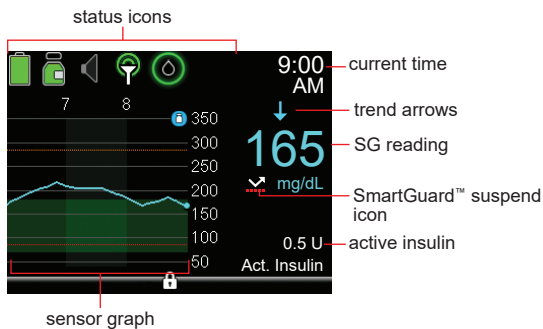 status icons
9:00
AM
current time
7 8
trend arrows
350
300
250
200
150
100
50
165
SG reading
mg/dL
SmartGuard™ suspend
icon
0.5 U
active insulin
Act. Insulin
sensor graph